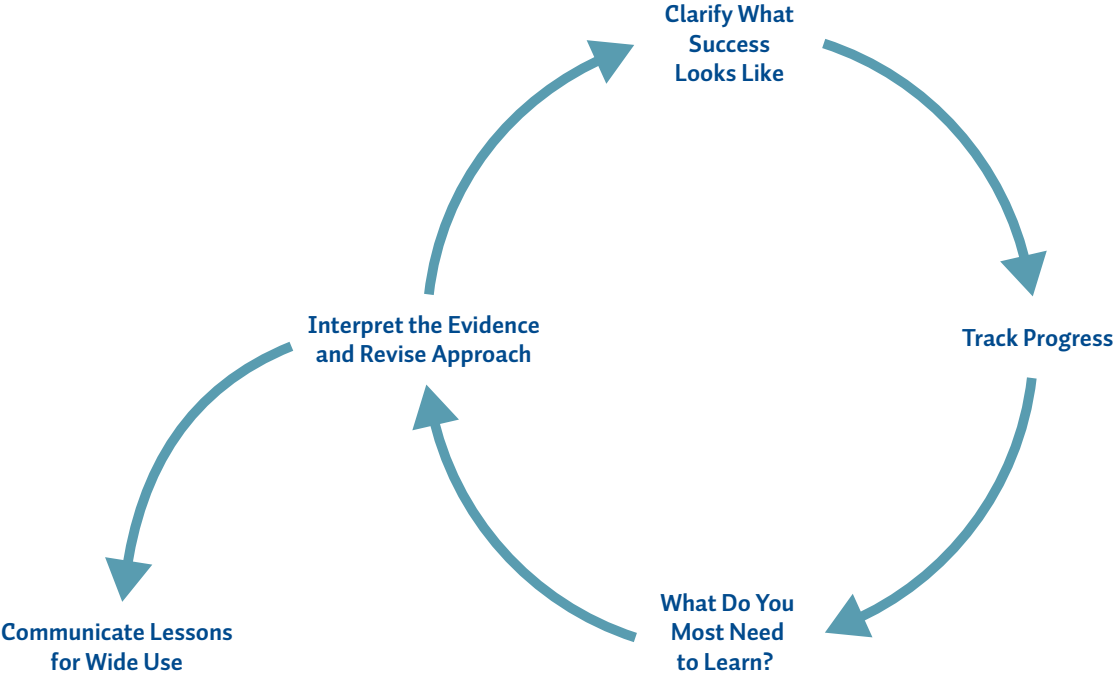 Clarify What
Success
Looks Like
Track Progress
What Do You
Most Need
to Learn?
Interpret the Evidence
and Revise Approach
Communicate Lessons
for Wide Use